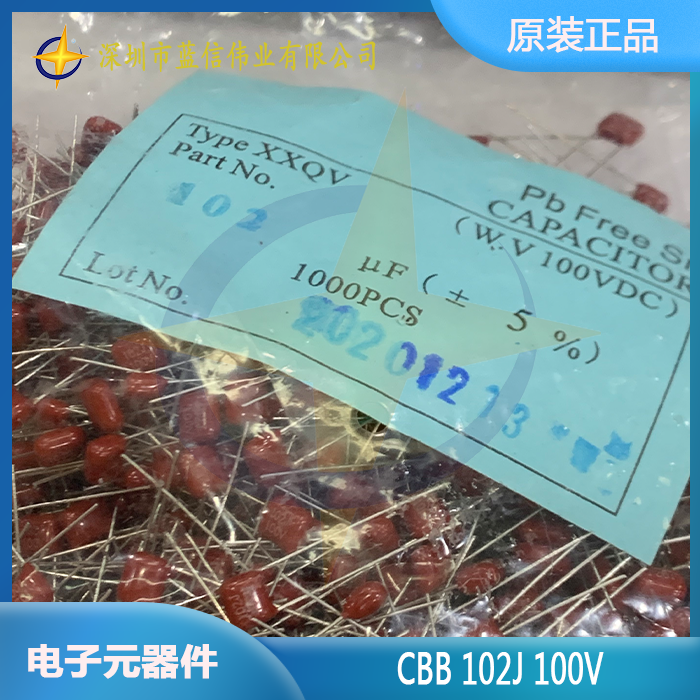 原装正品
深圳市蓝信伟业有限公司
Type XXQV
Part No.
102
Pb Free
CAPACITOR
(W.V 100VDC)
μF ( ± 5 %)
1000PCS
Lot No.
20201213
电子元器件
CBB 102J 100V